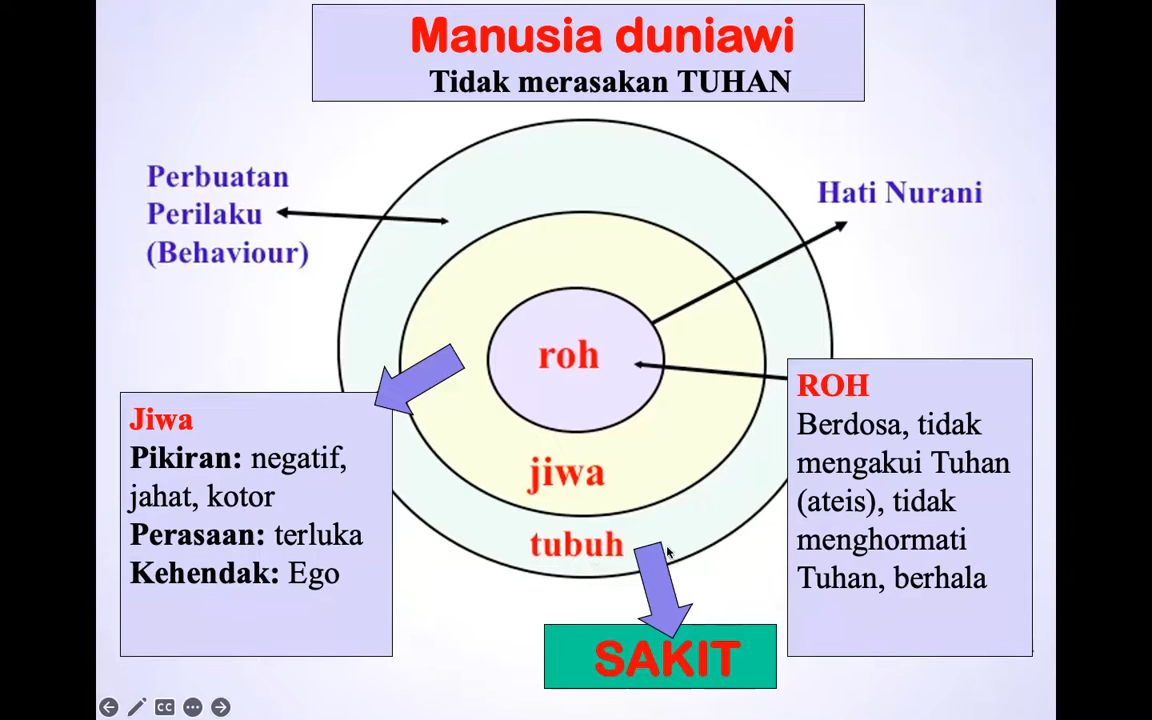 Manusia duniawi
Tidak merasakan TUHAN
Perbuatan
Perilaku
(Behaviour)
Hati Nurani
roh
jiwa
tubuh
Jiwa
Pikiran: negatif,
jahat, kotor
Perasaan: terluka
Kehendak: Ego
ROH
Berdosa, tidak
mengakui Tuhan
(ateis), tidak
menghormati
Tuhan, berhala
SAKIT
CC